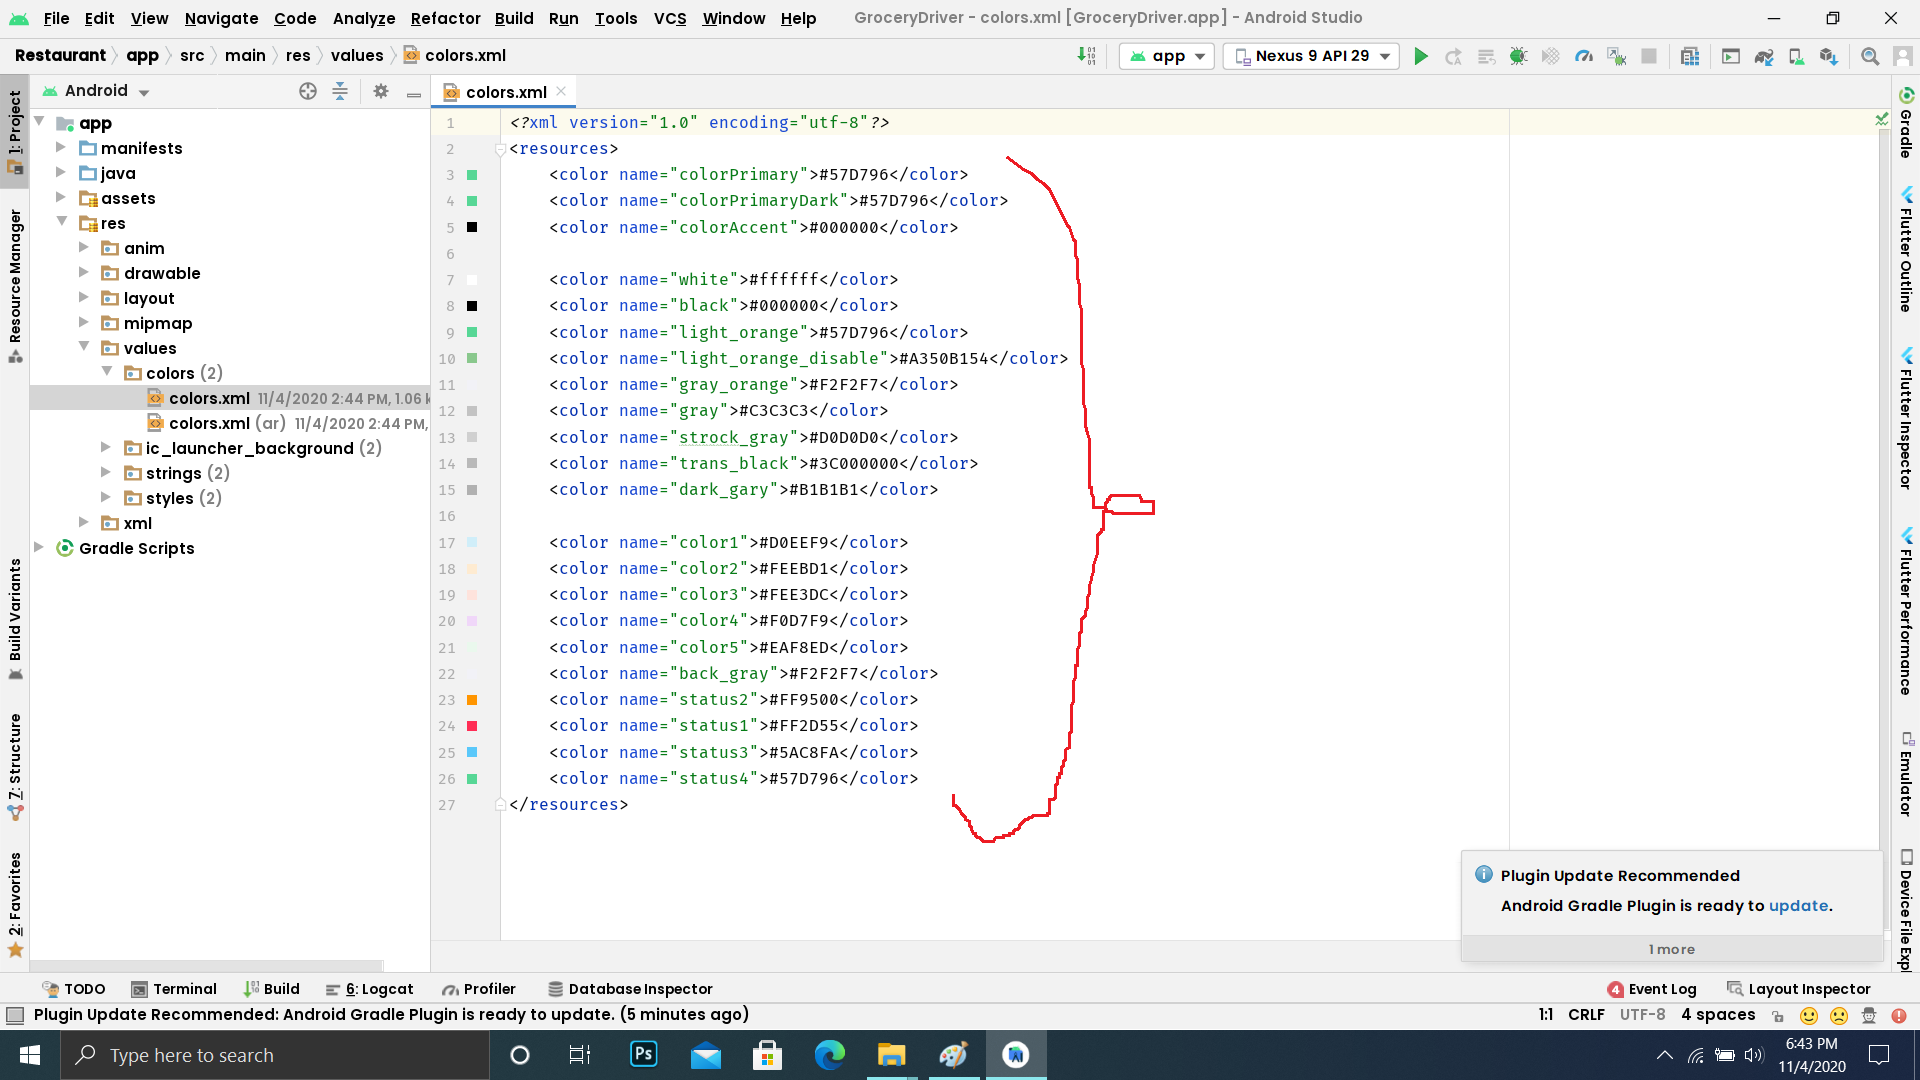 File Edit View Navigate Code Analyze Refactor Build Run Tools VCS Window Help GroceryDriver - colors.xml [GroceryDriver.app] - Android Studio
Restaurant app src main res values colors.xml app Nexus 9 API 29
1: Project
Resource Manager
Build Variants
7: Structure
2: Favorites
Android
app
manifests
java
assets
res
anim
drawable
layout
mipmap
values
colors (2)
colors.xml 11/4/2020 2:44 PM, 1.06 k
colors.xml (ar) 11/4/2020 2:44 PM,
ic_launcher_background (2)
strings (2)
styles (2)
xml
Gradle Scripts
colors.xml
1 <?xml version="1.0" encoding="utf-8"?>
2 <resources>
3 <color name="colorPrimary">#57D796</color>
4 <color name="colorPrimaryDark">#57D796</color>
5 <color name="colorAccent">#000000</color>
6
7 <color name="white">#ffffff</color>
8 <color name="black">#000000</color>
9 <color name="light_orange">#57D796</color>
10 <color name="light_orange_disable">#A350B154</color>
11 <color name="gray_orange">#F2F2F7</color>
12 <color name="gray">#C3C3C3</color>
13 <color name="strock_gray">#D0D0D0</color>
14 <color name="trans_black">#3C000000</color>
15 <color name="dark_gary">#B1B1B1</color>
16
17 <color name="color1">#D0EEF9</color>
18 <color name="color2">#FEEBD1</color>
19 <color name="color3">#FEE3DC</color>
20 <color name="color4">#F0D7F9</color>
21 <color name="color5">#EAF8ED</color>
22 <color name="back_gray">#F2F2F7</color>
23 <color name="status2">#FF9500</color>
24 <color name="status1">#FF2D55</color>
25 <color name="status3">#5AC8FA</color>
26 <color name="status4">#57D796</color>
27 </resources>
Gradle
Flutter Outline
Flutter Inspector
Flutter Performance
Emulator
Device File Expl
Plugin Update Recommended
Android Gradle Plugin is ready to update.
1 more
TODO Terminal Build 6: Logcat Profiler Database Inspector 4 Event Log Layout Inspector
Plugin Update Recommended: Android Gradle Plugin is ready to update. (5 minutes ago) 1:1 CRLF UTF-8 4 spaces
Type here to search Ps
6:43 PM
11/4/2020